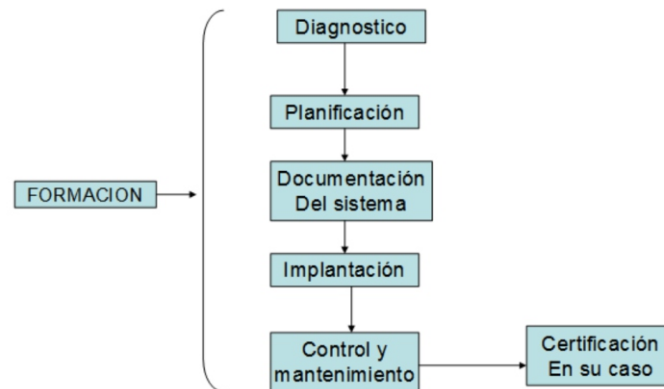 Diagnostico
Planificación
FORMACION
Documentación
Del sistema
Implantación
Control y
mantenimiento
Certificación
En su caso